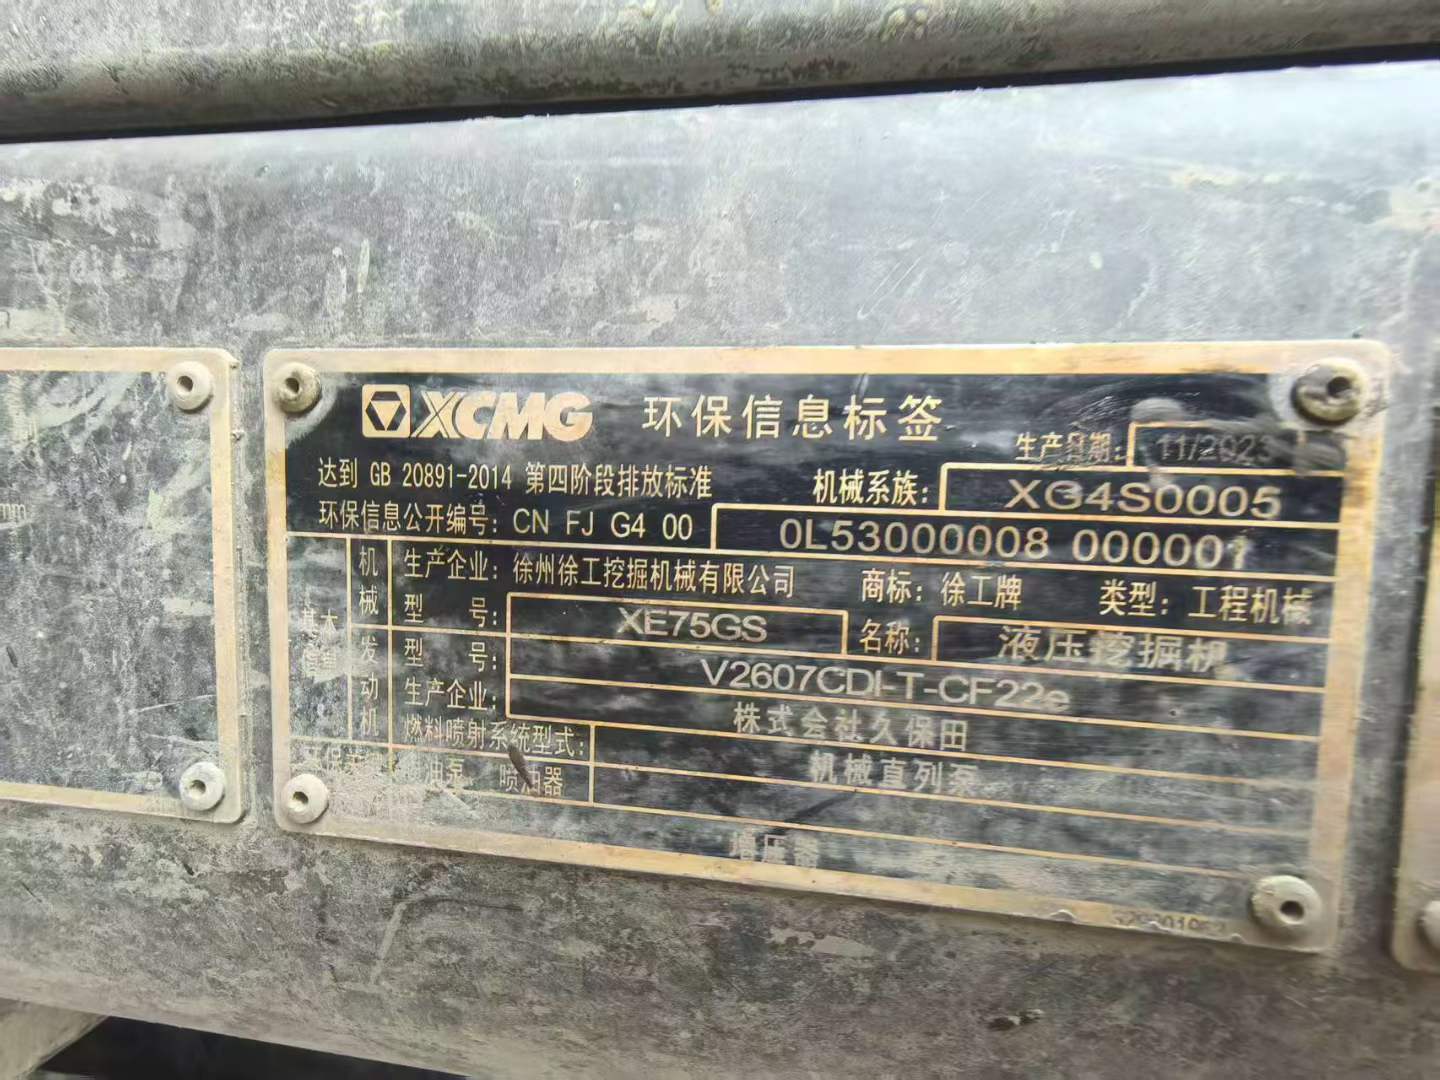 mm
XCMG 环保信息标签
生产日期: 11/2023
达到 GB 20891-2014 第四阶段排放标准 机械系族: XG4S0005
环保信息公开编号: CN FJ G4 00 0L53000008 000001
基本信息
机械
生产企业: 徐州徐工挖掘机械有限公司 商标: 徐工牌 类型: 工程机械
型 号: XE75GS 名称: 液压挖掘机
发动机
型 号: V2607CDI-T-CF22e
生产企业: 株式会社久保田
燃料喷射系统型式: 机械直列泵
油泵 喷油器
增压器